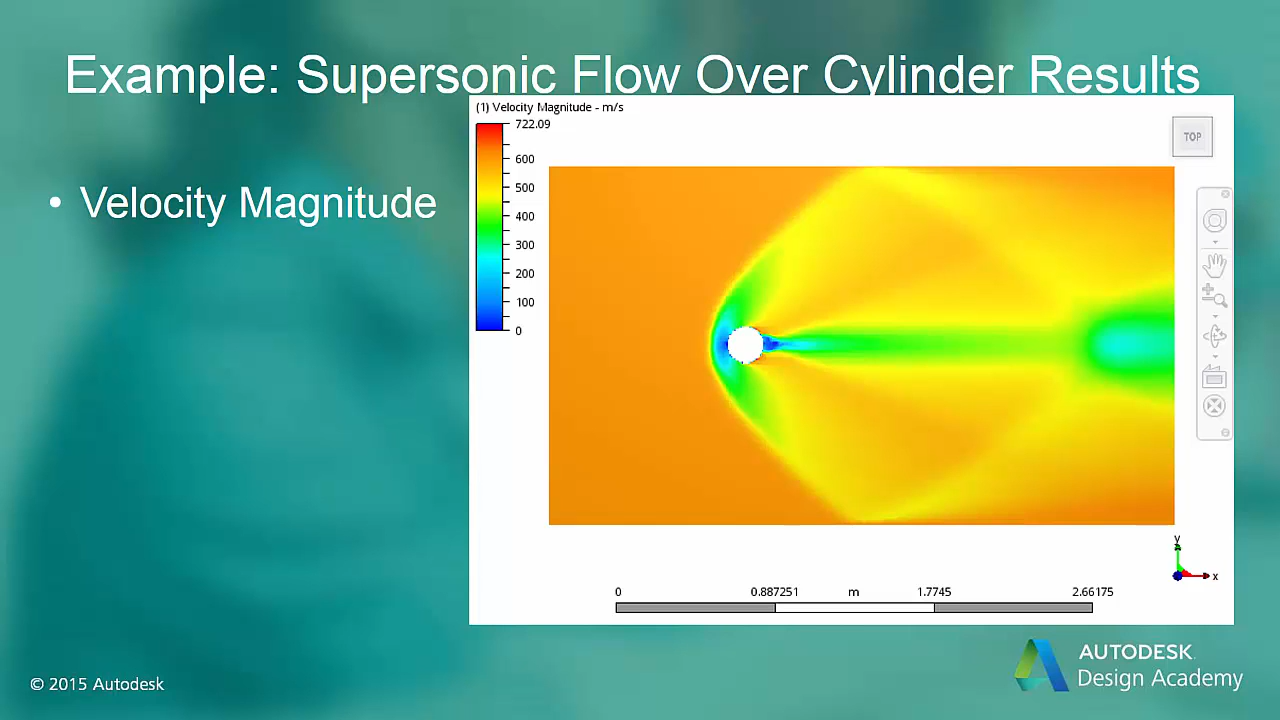 Example: Supersonic Flow Over Cylinder Results
• Velocity Magnitude
(1) Velocity Magnitude - m/s
722.09
600
500
400
300
200
100
0
TOP
y
x
0 0.887251 m 1.7745 2.66175
© 2015 Autodesk
AUTODESK.
Design Academy